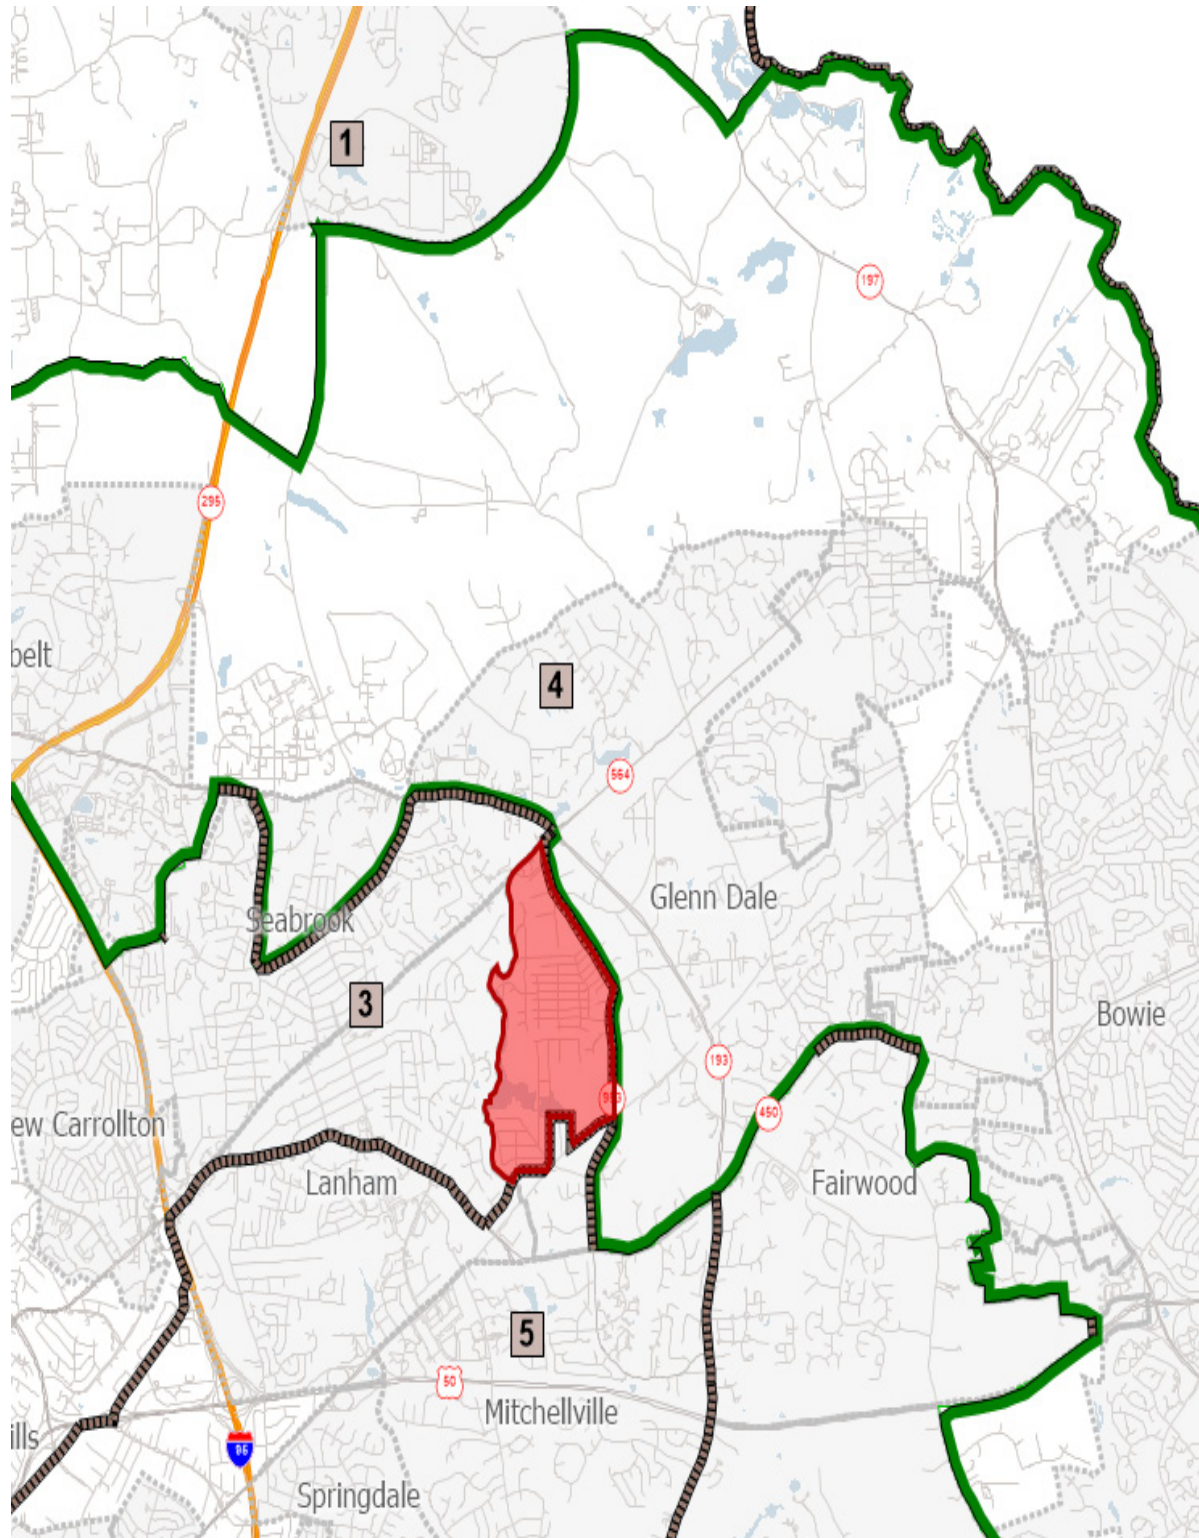 1
197
295
belt
4
564
Glenn Dale
Seabrook
3
Bowie
193
953
450
ew Carrollton
Lanham
Fairwood
5
50
Mitchellville
ills
95
Springdale